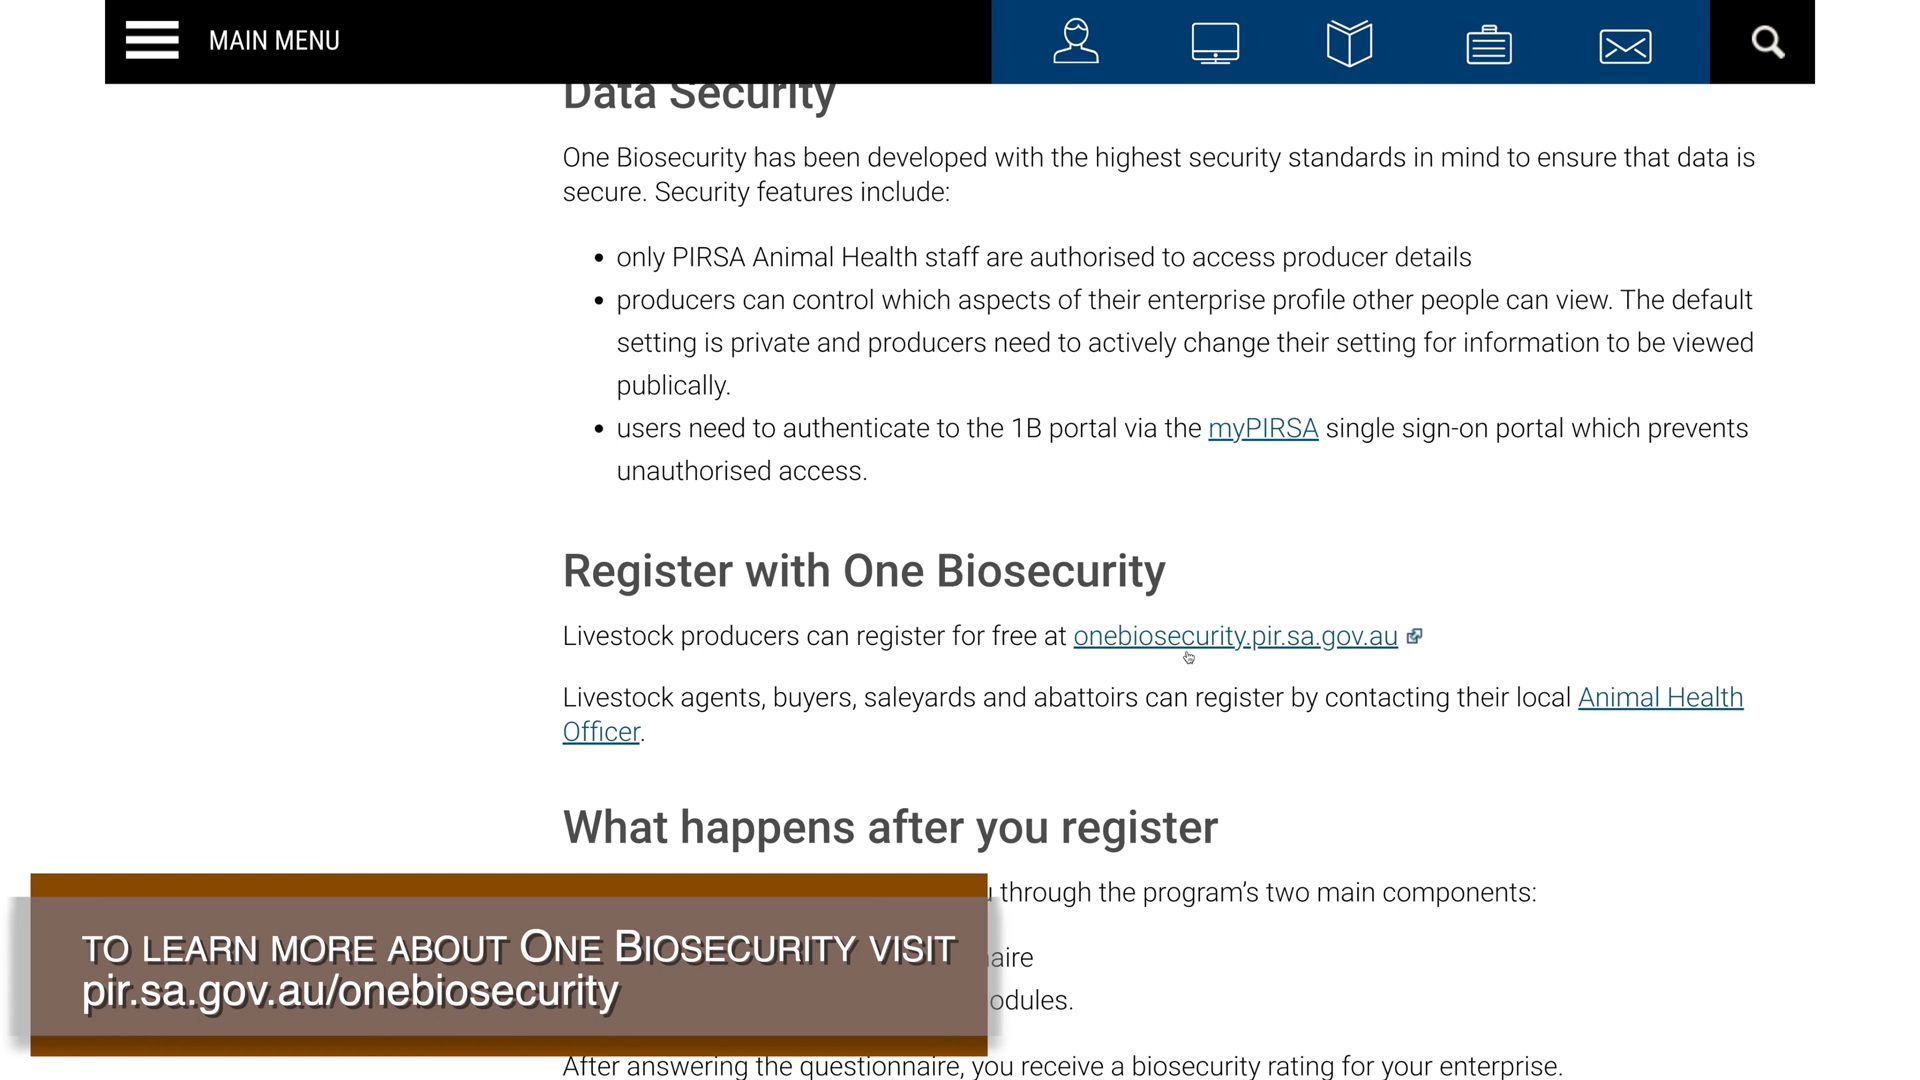 MAIN MENU
Data Security
One Biosecurity has been developed with the highest security standards in mind to ensure that data is
secure. Security features include:
• only PIRSA Animal Health staff are authorised to access producer details
• producers can control which aspects of their enterprise profile other people can view. The default
setting is private and producers need to actively change their setting for information to be viewed
publically.
• users need to authenticate to the 1B portal via the myPIRSA single sign-on portal which prevents
unauthorised access.
Register with One Biosecurity
Livestock producers can register for free at onebiosecurity.pir.sa.gov.au
Livestock agents, buyers, saleyards and abattoirs can register by contacting their local Animal Health
Officer.
What happens after you register
through the program's two main components:
TO LEARN MORE ABOUT ONE BIOSECURITY VISIT
pir.sa.gov.au/onebiosecurity
After answering the questionnaire, you receive a biosecurity rating for your enterprise.